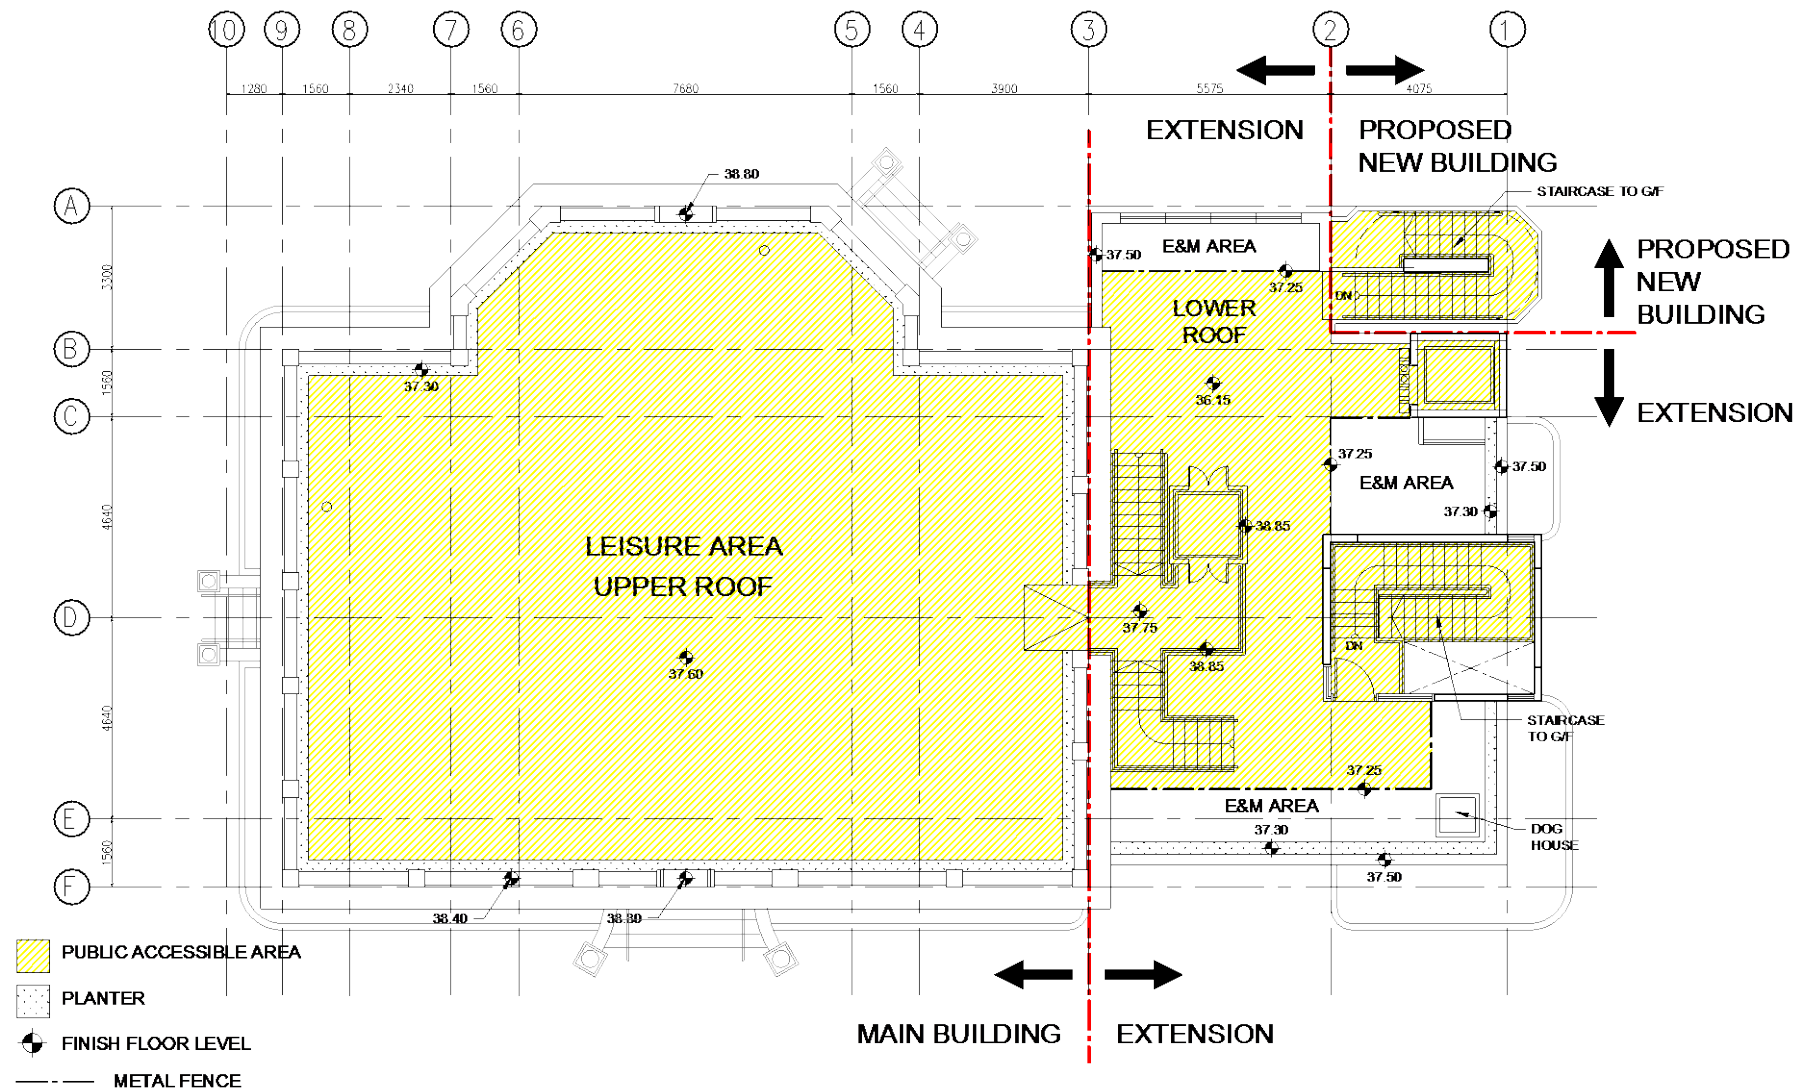 10 9 8 7 6 5 4 3 2 1
1280 1560 2340 1560 7680 1560 3900 5575 4075
EXTENSION
PROPOSED
NEW BUILDING
38.80
STAIRCASE TO G/F
A
E&M AREA
37.50
37.25
PROPOSED
NEW
BUILDING
3300
DN
LOWER
ROOF
B
37.30
1560
36.15
C
EXTENSION
37.25
37.50
E&M AREA
37.30
4640
38.85
LEISURE AREA
UPPER ROOF
D
37.75
DN
38.85
37.60
4640
STAIRCASE
TO G/F
37.25
E&M AREA
E
37.30
DOG
HOUSE
1560
37.50
F
38.40
38.80
PUBLIC ACCESSIBLE AREA
PLANTER
FINISH FLOOR LEVEL
METAL FENCE
MAIN BUILDING
EXTENSION